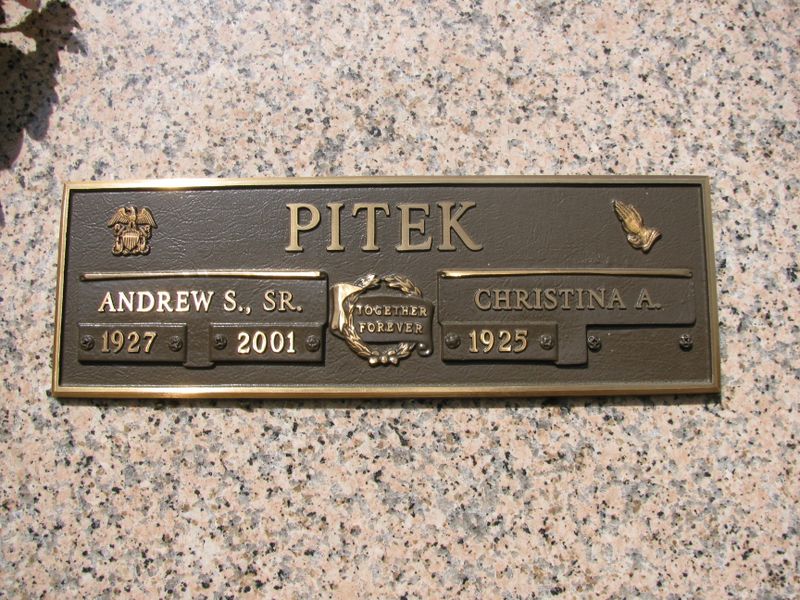 PITEK
ANDREW S., SR.
1927 2001
TOGETHER
FOREVER
CHRISTINA A.
1925